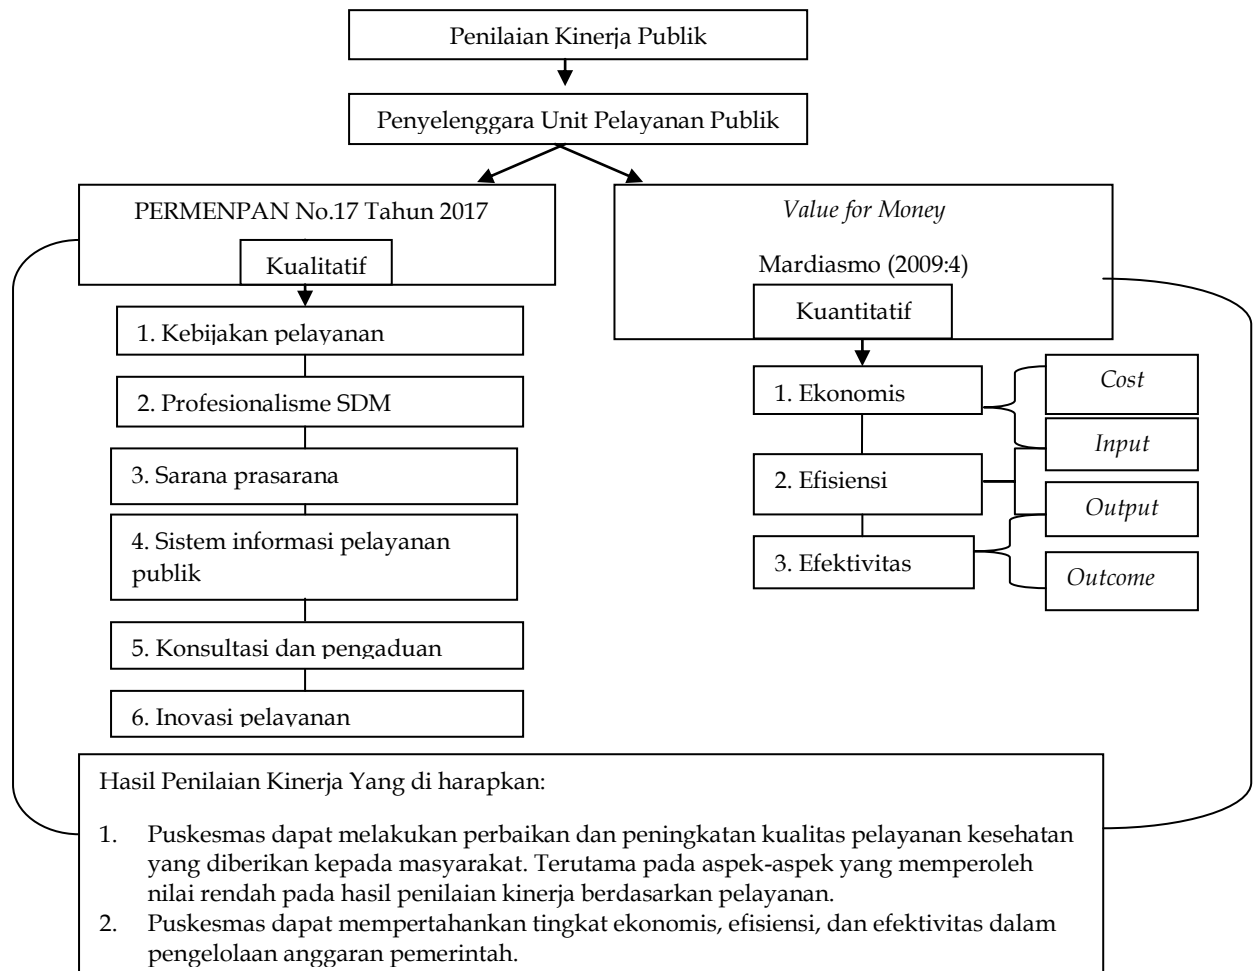 Penilaian Kinerja Publik
Penyelenggara Unit Pelayanan Publik
PERMENPAN No.17 Tahun 2017
Kualitatif
1. Kebijakan pelayanan
2. Profesionalisme SDM
3. Sarana prasarana
4. Sistem informasi pelayanan
publik
5. Konsultasi dan pengaduan
6. Inovasi pelayanan
Value for Money
Mardiasmo (2009:4)
Kuantitatif
1. Ekonomis
2. Efisiensi
3. Efektivitas
Cost
Input
Output
Outcome
Hasil Penilaian Kinerja Yang di harapkan:
1. Puskesmas dapat melakukan perbaikan dan peningkatan kualitas pelayanan kesehatan
yang diberikan kepada masyarakat. Terutama pada aspek-aspek yang memperoleh
nilai rendah pada hasil penilaian kinerja berdasarkan pelayanan.
2. Puskesmas dapat mempertahankan tingkat ekonomis, efisiensi, dan efektivitas dalam
pengelolaan anggaran pemerintah.